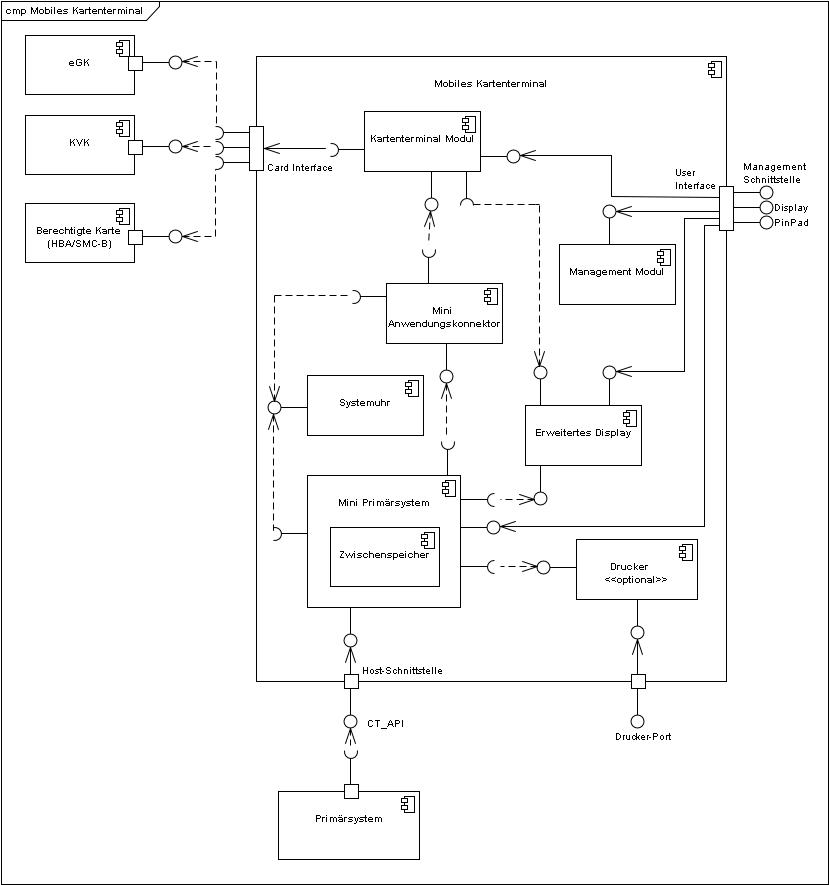 cmp Mobiles Kartenterminal
eGK
KVK
Berechtigte Karte
(HBA/SMC-B)
Mobiles Kartenterminal
Kartenterminal Modul
Card Interface
User
Interface
Management
Schnittstelle
Display
PinPad
Management Modul
Mini
Anwendungskonnektor
Systemuhr
Erweitertes Display
Mini Primärsystem
Zwischenspeicher
Drucker
<<optional>>
Host-Schnittstelle
CT_API
Drucker-Port
Primärsystem